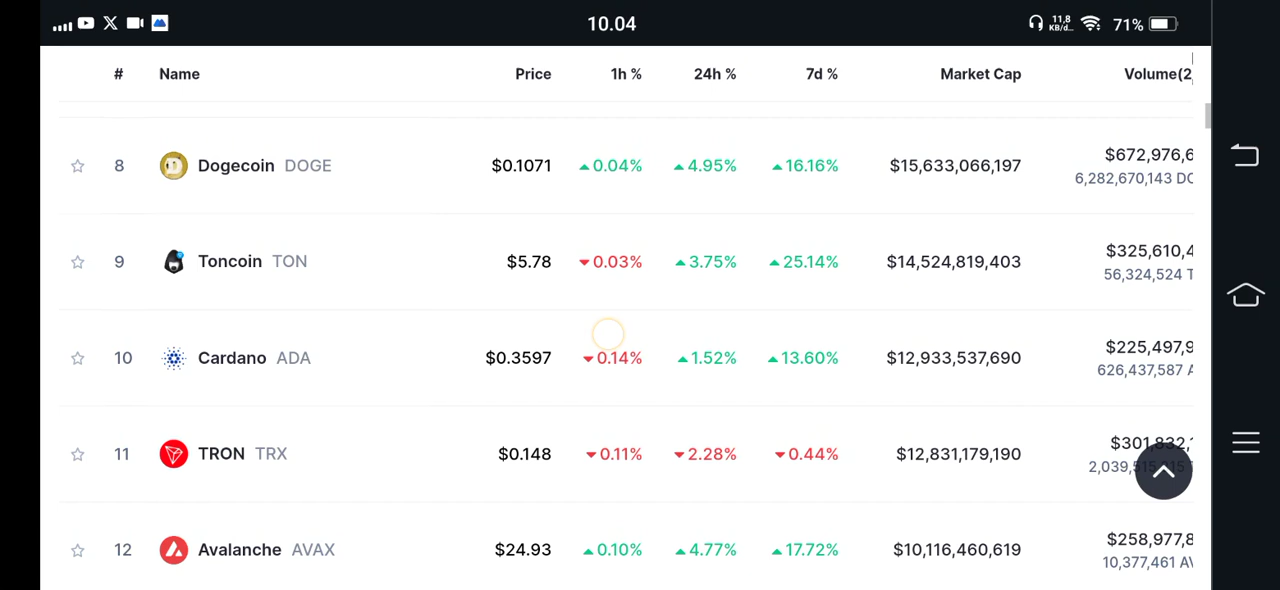 10.04 11,8 KB/d... 71%
# Name Price 1h % 24h % 7d % Market Cap Volume(2
8 Dogecoin DOGE $0.1071 0.04% 4.95% 16.16% $15,633,066,197 $672,976,6
6,282,670,143 DO
9 Toncoin TON $5.78 0.03% 3.75% 25.14% $14,524,819,403 $325,610,4
56,324,524 T
10 Cardano ADA $0.3597 0.14% 1.52% 13.60% $12,933,537,690 $225,497,9
626,437,587 A
11 TRON TRX $0.148 0.11% 2.28% 0.44% $12,831,179,190 $301,832,1
2,039,515,015
12 Avalanche AVAX $24.93 0.10% 4.77% 17.72% $10,116,460,619 $258,977,8
10,377,461 AV